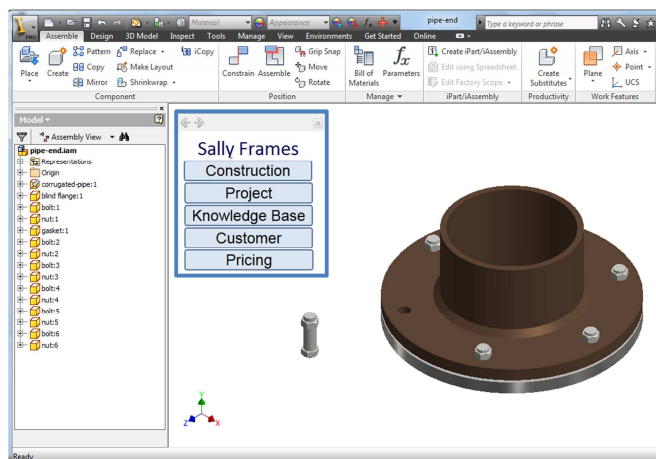 Material
Appearance
pipe-end
Type a keyword or phrase
PRO
Assemble Design 3D Model Inspect Tools Manage View Environments Get Started Online
Place
Create
Pattern
Copy
Mirror
Replace
Make Layout
Shrinkwrap
iCopy
Constrain
Assemble
Grip Snap
Move
Rotate
Bill of
Materials
Parameters
Create iPart/iAssembly
Edit using Spreadsheet
Edit Factory Scope
Create
Substitutes
Plane
Axis
Point
UCS
Component Position Manage iPart/iAssembly Productivity Work Features
Model
Assembly View
pipe-end.iam
Representations
Origin
corrugated-pipe:1
blind flange:1
bolt:1
nut:1
gasket:1
bolt:2
nut:2
bolt:3
nut:3
bolt:4
nut:4
bolt:5
nut:5
bolt:6
nut:6
Sally Frames
Construction
Project
Knowledge Base
Customer
Pricing
Y
Z X
Ready